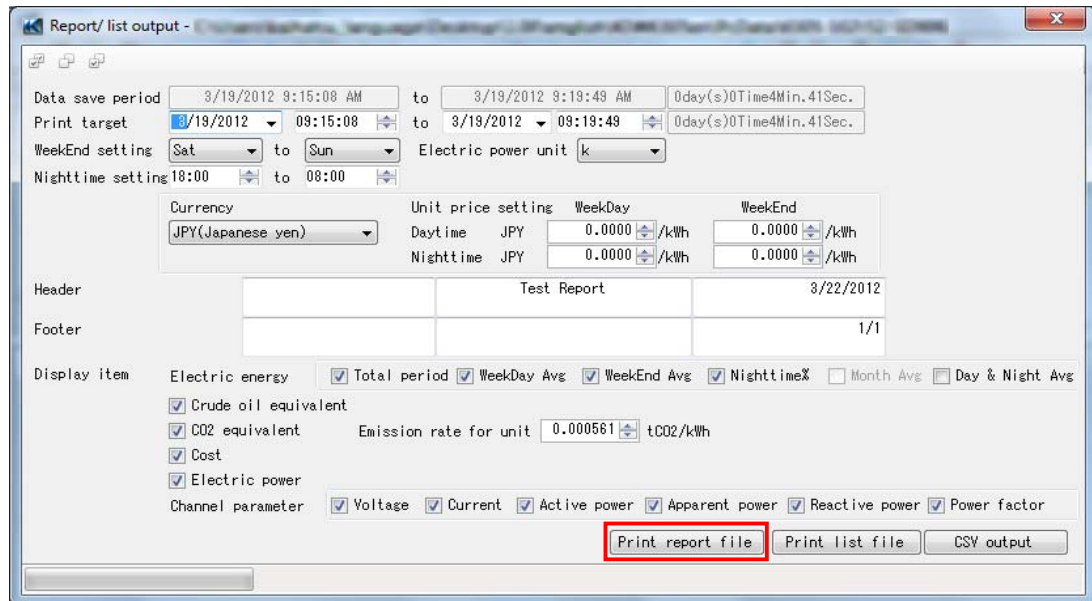 Report/ list output -
Data save period 3/19/2012 9:15:08 AM to 3/19/2012 9:19:49 AM 0day(s)0Time4Min.41Sec.
Print target 3/19/2012 09:15:08 to 3/19/2012 09:19:49 0day(s)0Time4Min.41Sec.
WeekEnd setting Sat to Sun Electric power unit k
Nighttime setting 18:00 to 08:00
Currency Unit price setting WeekDay WeekEnd
JPY(Japanese yen) Daytime JPY 0.0000 /kWh 0.0000 /kWh
Nighttime JPY 0.0000 /kWh 0.0000 /kWh
Header Test Report 3/22/2012
Footer 1/1
Display item Electric energy Total period WeekDay Avg WeekEnd Avg Nighttime% Month Avg Day & Night Avg
Crude oil equivalent
CO2 equivalent Emission rate for unit 0.000561 tCO2/kWh
Cost
Electric power
Channel parameter Voltage Current Active power Apparent power Reactive power Power factor
Print report file Print list file CSV output